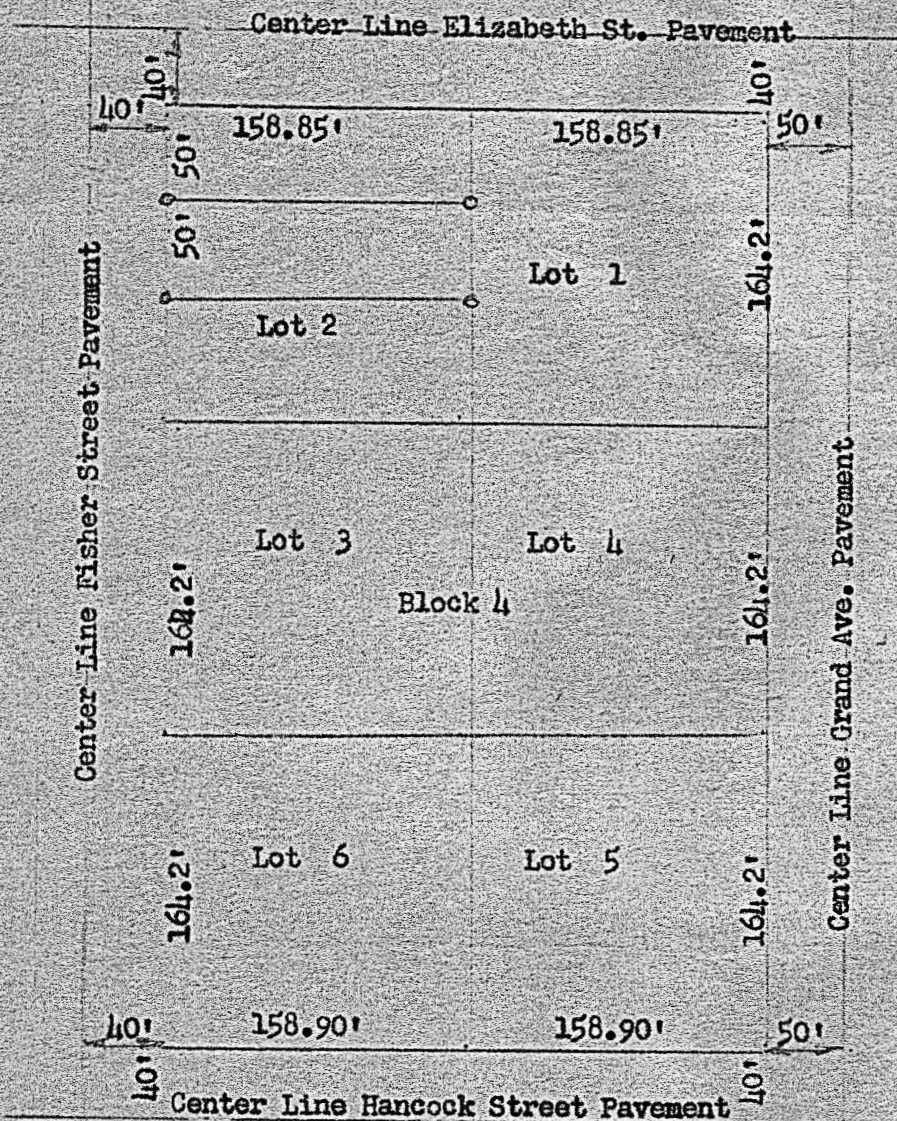 Center Line Elizabeth St. Pavement
40'
40'
40'
158.85'
158.85'
50'
50'
50'
164.2'
Lot 1
Lot 2
Center Line Fisher Street Pavement
Lot 3
Lot 4
Block 4
164.2'
164.2'
Center Line Grand Ave. Pavement
Lot 6
Lot 5
164.2'
164.2'
40'
158.90'
158.90'
50'
40'
40'
Center Line Hancock Street Pavement